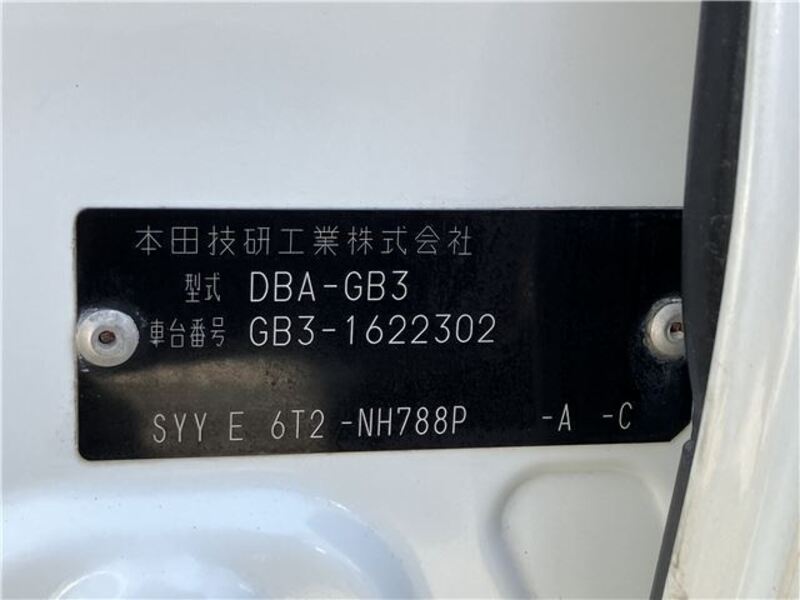 本田技研工業株式会社
型式 DBA-GB3
車台番号 GB3-1622302
SYY E 6T2 -NH788P -A -C